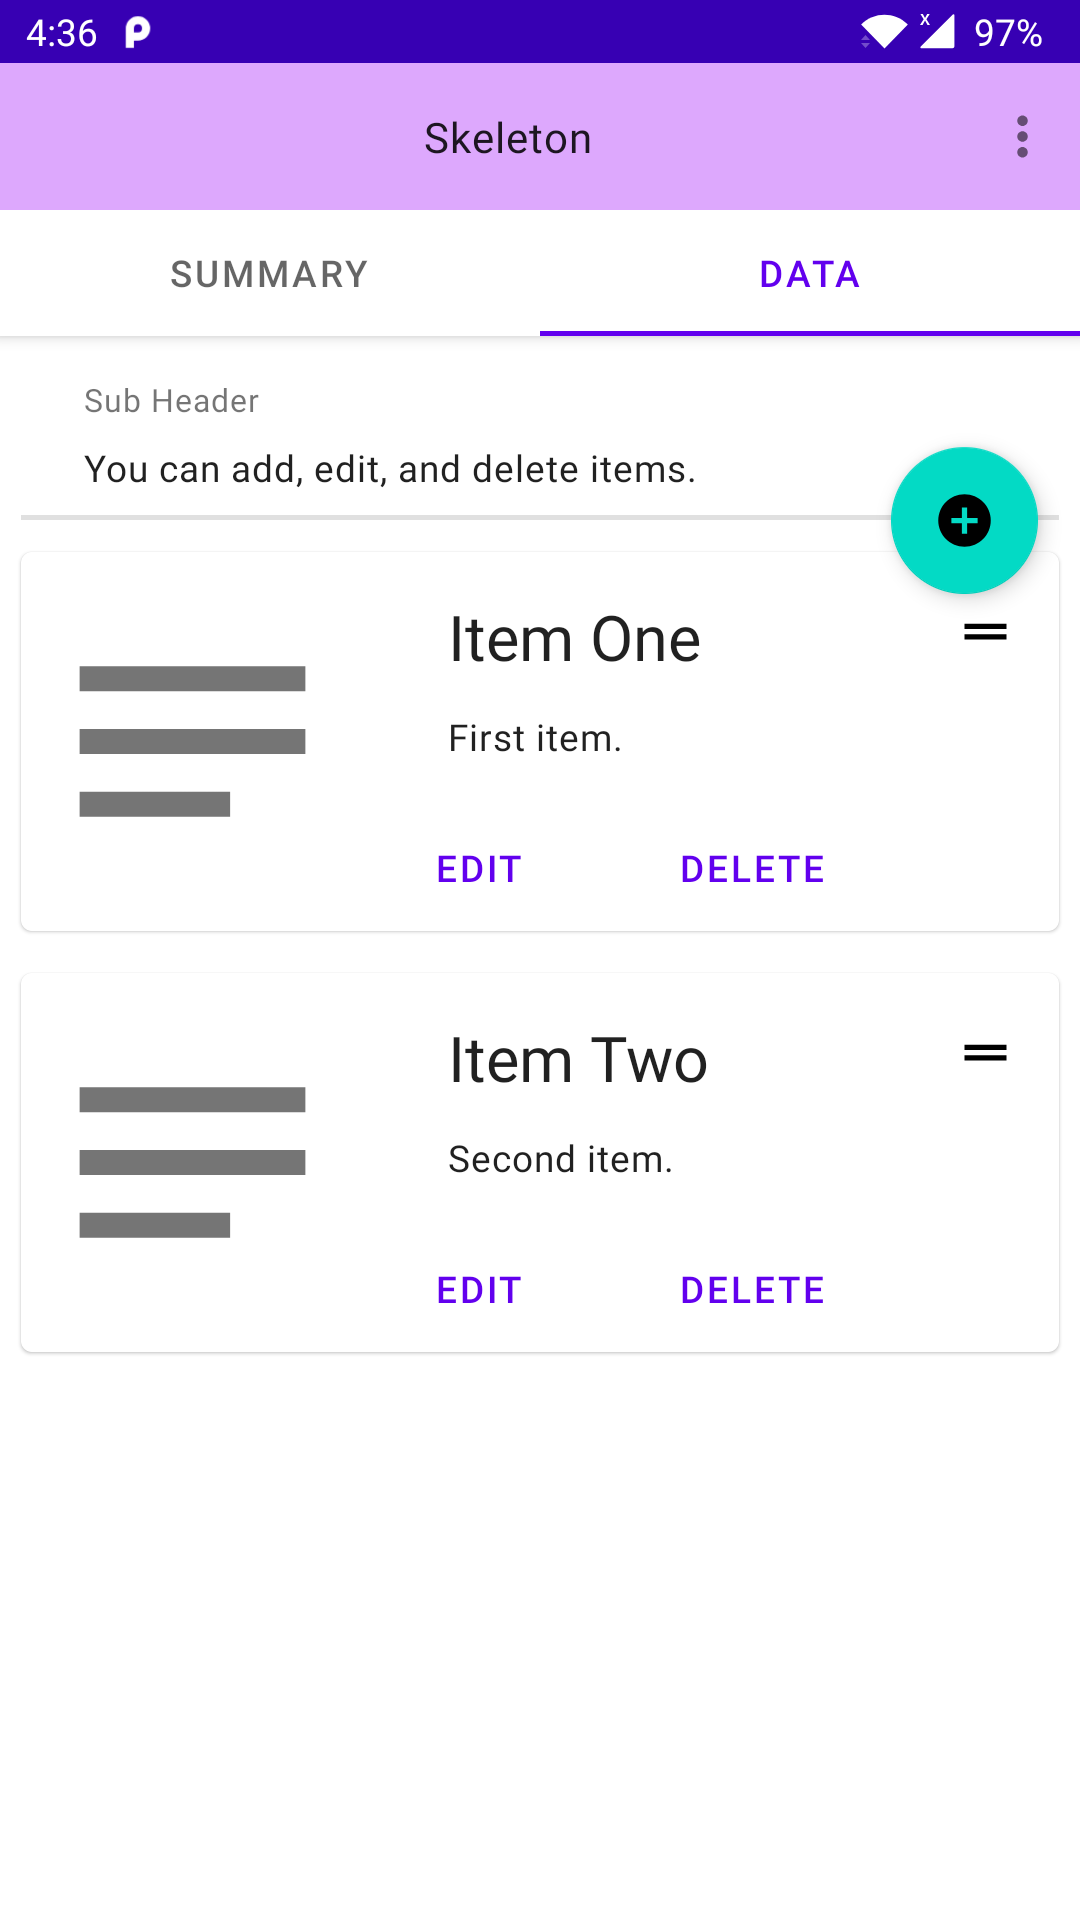 4:36 97%
Skeleton
SUMMARY DATA
Sub Header
You can add, edit, and delete items.
Item One
First item.
EDIT DELETE
Item Two
Second item.
EDIT DELETE